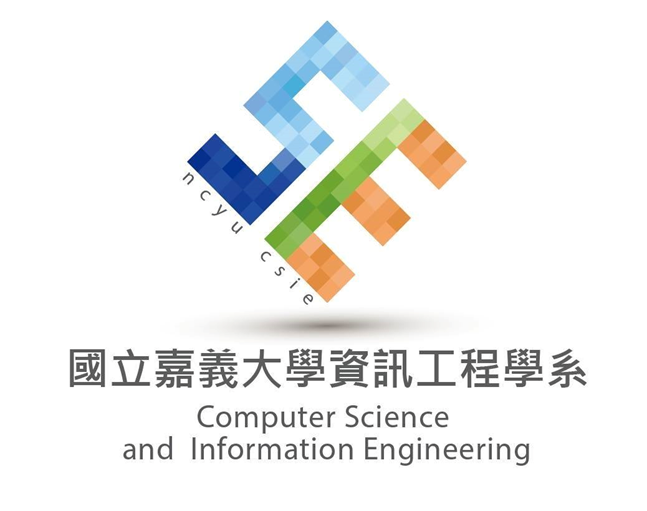 ncyu csie
國立嘉義大學資訊工程學系
Computer Science
and Information Engineering